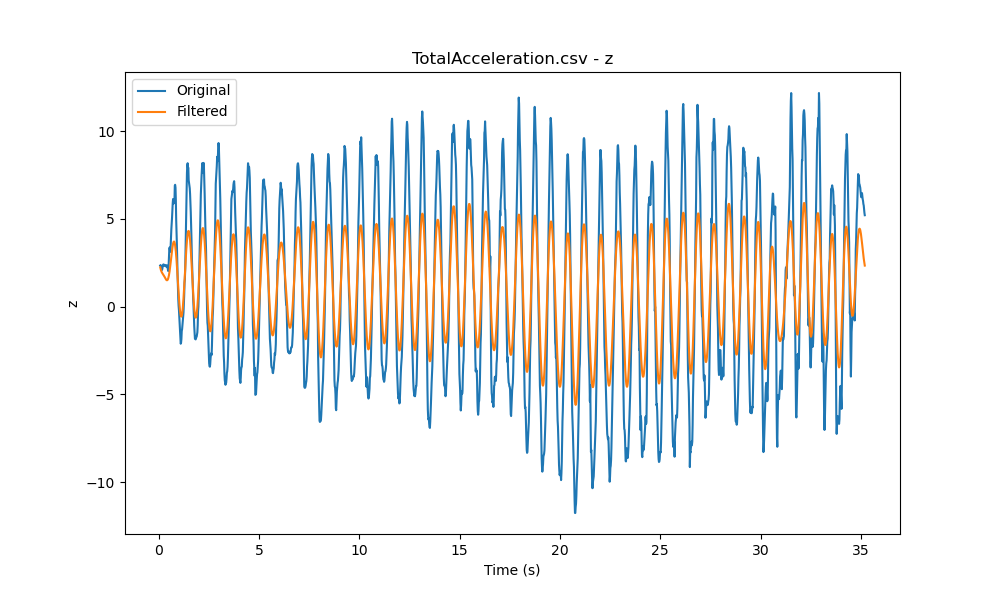 TotalAcceleration.csv - z
Original
Filtered
10
5
0
−5
−10
z
0 5 10 15 20 25 30 35
Time (s)